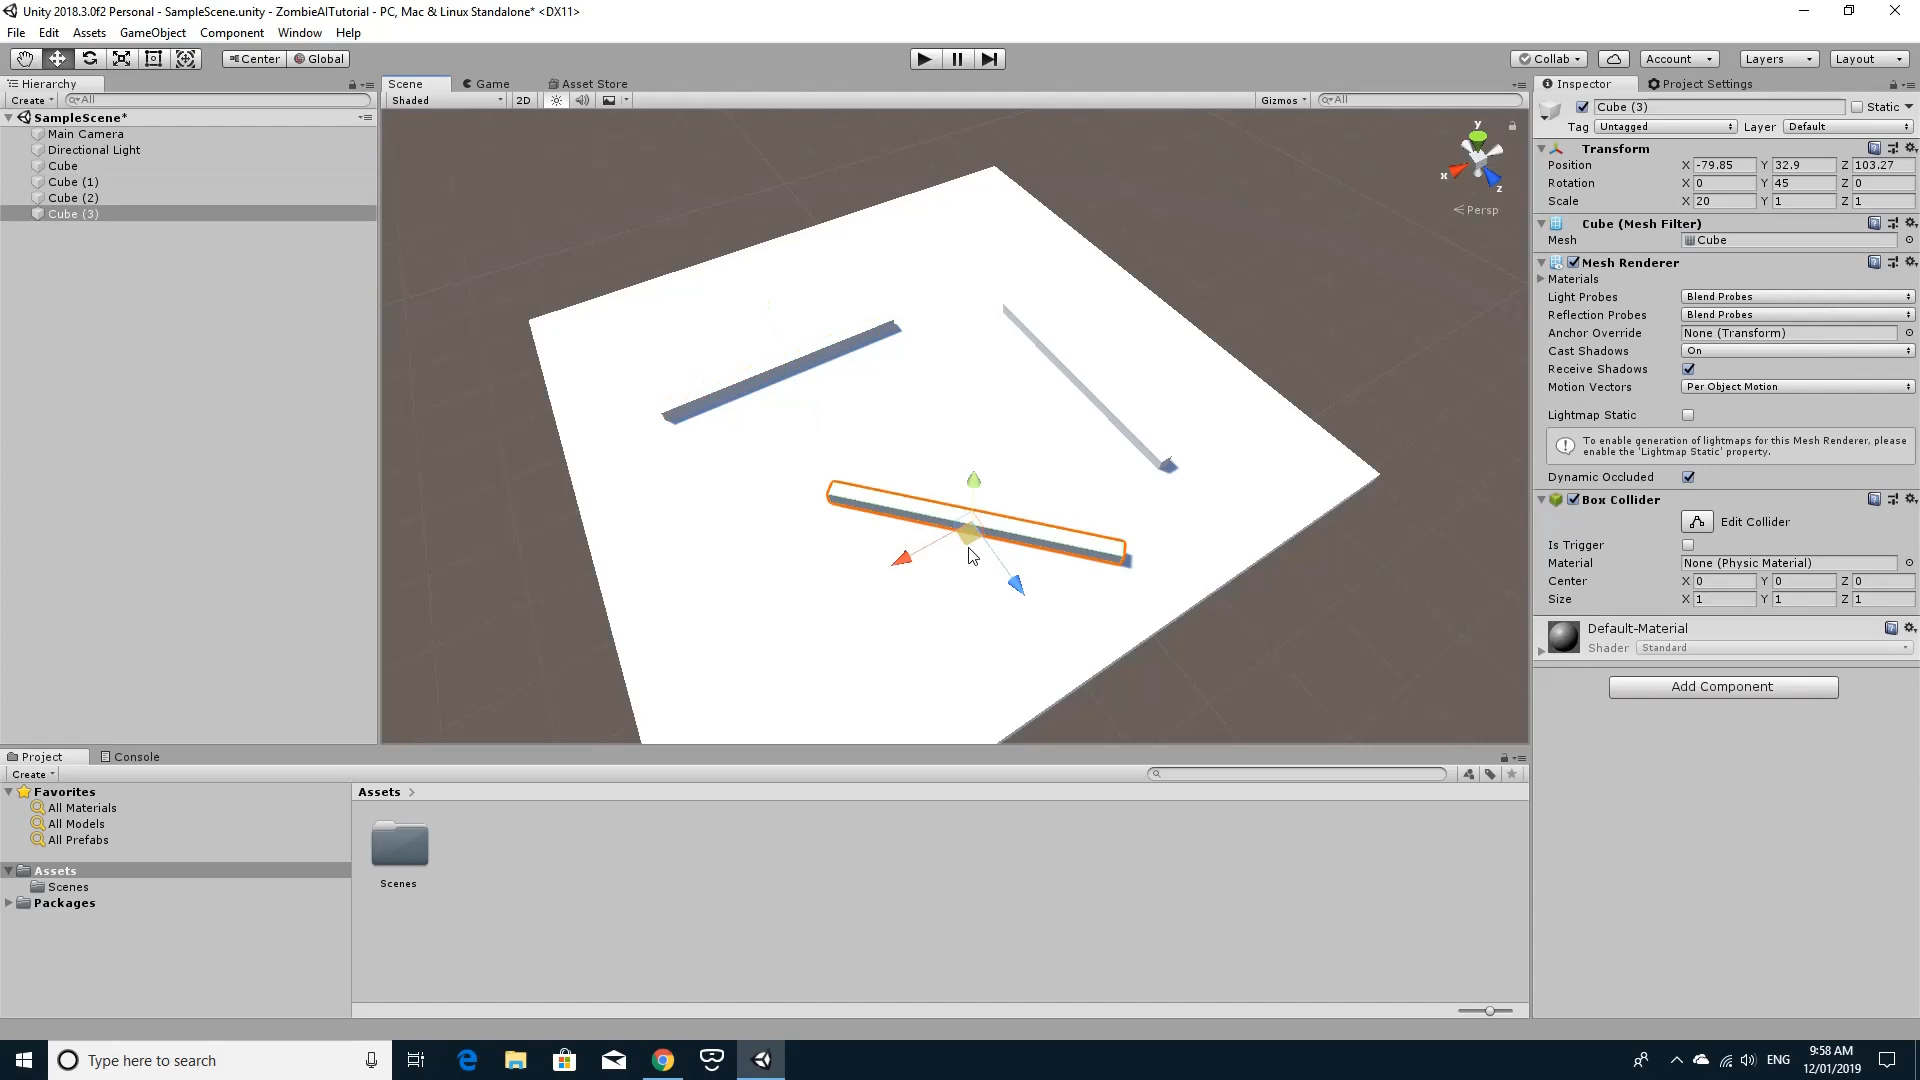 Unity 2018.3.0f2 Personal - SampleScene.unity - ZombieAITutorial - PC, Mac & Linux Standalone* <DX11>
File Edit Assets GameObject Component Window Help
Center Global Collab Account Layers Layout
Hierarchy
Create All
SampleScene*
Main Camera
Directional Light
Cube
Cube (1)
Cube (2)
Cube (3)
Scene Game Asset Store
Shaded 2D Gizmos All
y
x
z
Persp
Inspector Project Settings
Cube (3) Static
Tag Untagged Layer Default
Transform
Position X -79.85 Y 32.9 Z 103.27
Rotation X 0 Y 45 Z 0
Scale X 20 Y 1 Z 1
Cube (Mesh Filter)
Mesh Cube
Mesh Renderer
Materials
Light Probes Blend Probes
Reflection Probes Blend Probes
Anchor Override None (Transform)
Cast Shadows On
Receive Shadows
Motion Vectors Per Object Motion
Lightmap Static
To enable generation of lightmaps for this Mesh Renderer, please
enable the 'Lightmap Static' property.
Dynamic Occluded
Box Collider
Edit Collider
Is Trigger
Material None (Physic Material)
Center X 0 Y 0 Z 0
Size X 1 Y 1 Z 1
Default-Material
Shader Standard
Add Component
Project Console
Create
Favorites
All Materials
All Models
All Prefabs
Assets
Scenes
Packages
Assets
Scenes
Type here to search
ENG
9:58 AM
12/01/2019